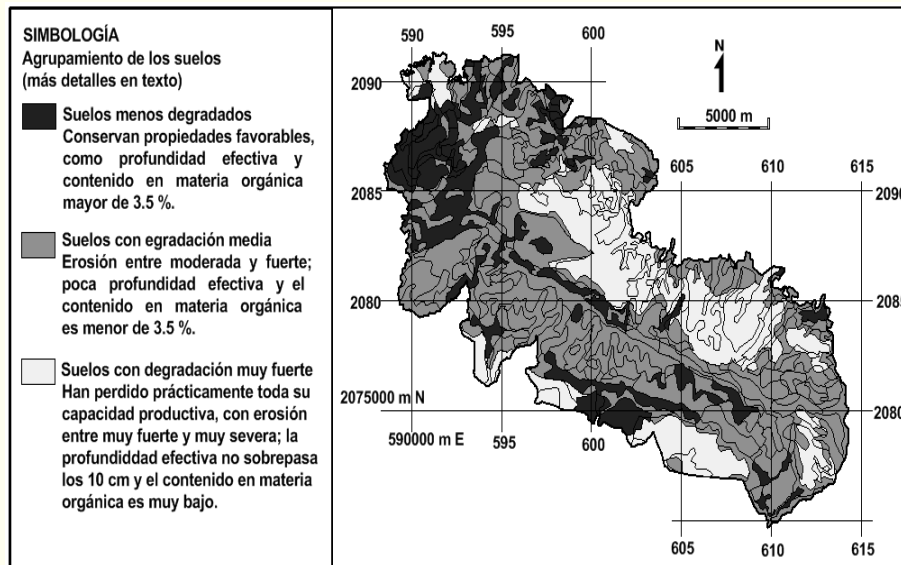 SIMBOLOGÍA
Agrupamiento de los suelos
(más detalles en texto)
Suelos menos degradados
Conservan propiedades favorables,
como profundidad efectiva y
contenido en materia orgánica
mayor de 3.5 %.
Suelos con egradación media
Erosión entre moderada y fuerte;
poca profundidad efectiva y el
contenido en materia orgánica
es menor de 3.5 %.
Suelos con degradación muy fuerte
Han perdido prácticamente toda su
capacidad productiva, con erosión
entre muy fuerte y muy severa; la
profundiddad efectiva no sobrepasa
los 10 cm y el contenido en materia
orgánica es muy bajo.
590 595 600
N
2090
5000 m
605 610 615
2085 2090
2080 2085
2075000 m N
2080
590000 m E 595 600
605 610 615